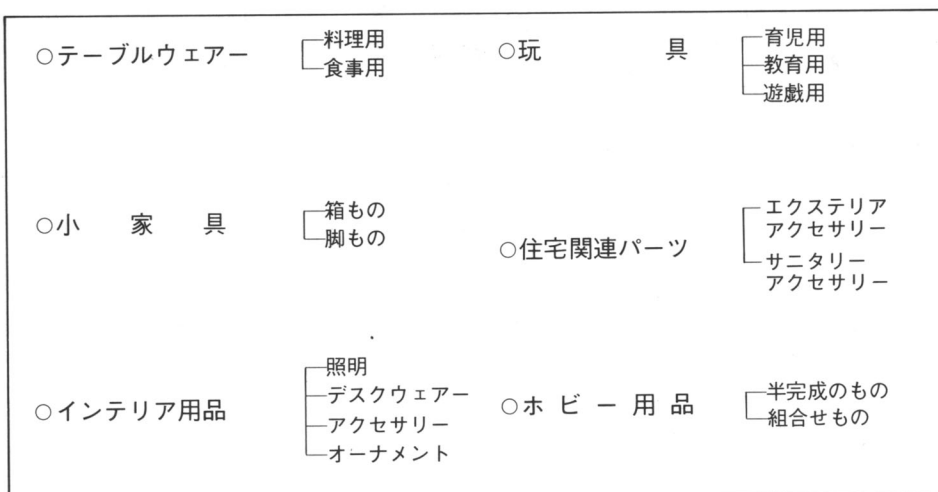 ○テーブルウェアー
料理用
食事用
○玩具
育児用
教育用
遊戯用
○小家具
箱もの
脚もの
○住宅関連パーツ
エクステリア
アクセサリー
サニタリー
アクセサリー
○インテリア用品
照明
デスクウェアー
アクセサリー
オーナメント
○ホビー用品
半完成のもの
組合せもの